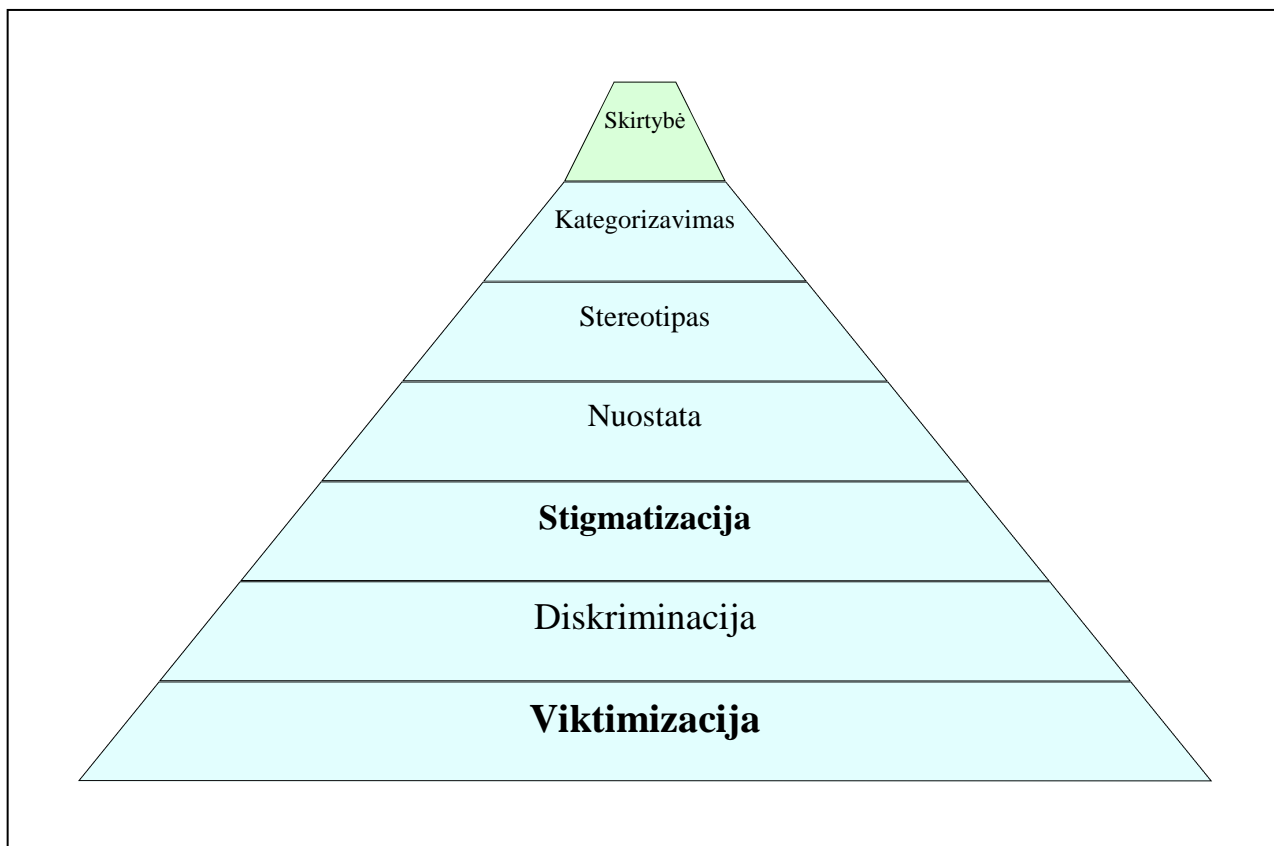 Skirtybė
Kategorizavimas
Stereotipas
Nuostata
Stigmatizacija
Diskriminacija
Viktimizacija